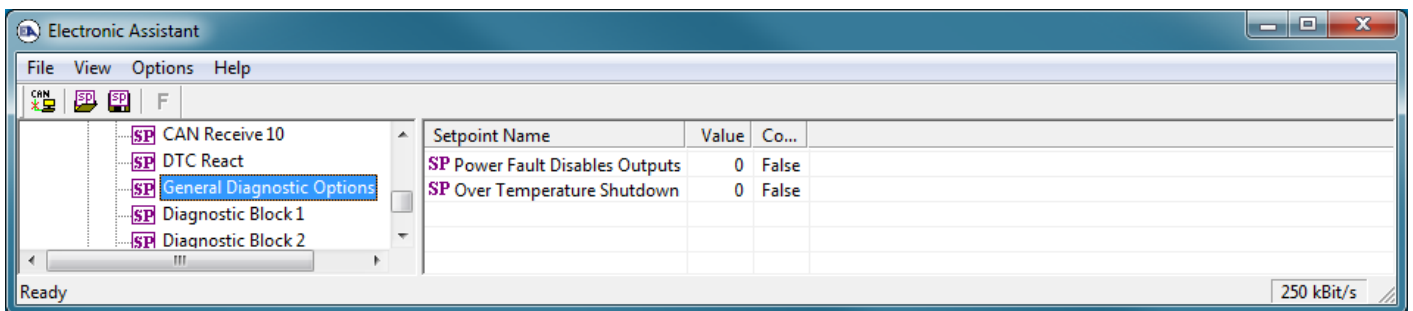 EA Electronic Assistant
File View Options Help
CAN SP SP F
SP CAN Receive 10
SP DTC React
SP General Diagnostic Options
SP Diagnostic Block 1
SP Diagnostic Block 2
Setpoint Name Value Co...
SP Power Fault Disables Outputs 0 False
SP Over Temperature Shutdown 0 False
Ready 250 kBit/s